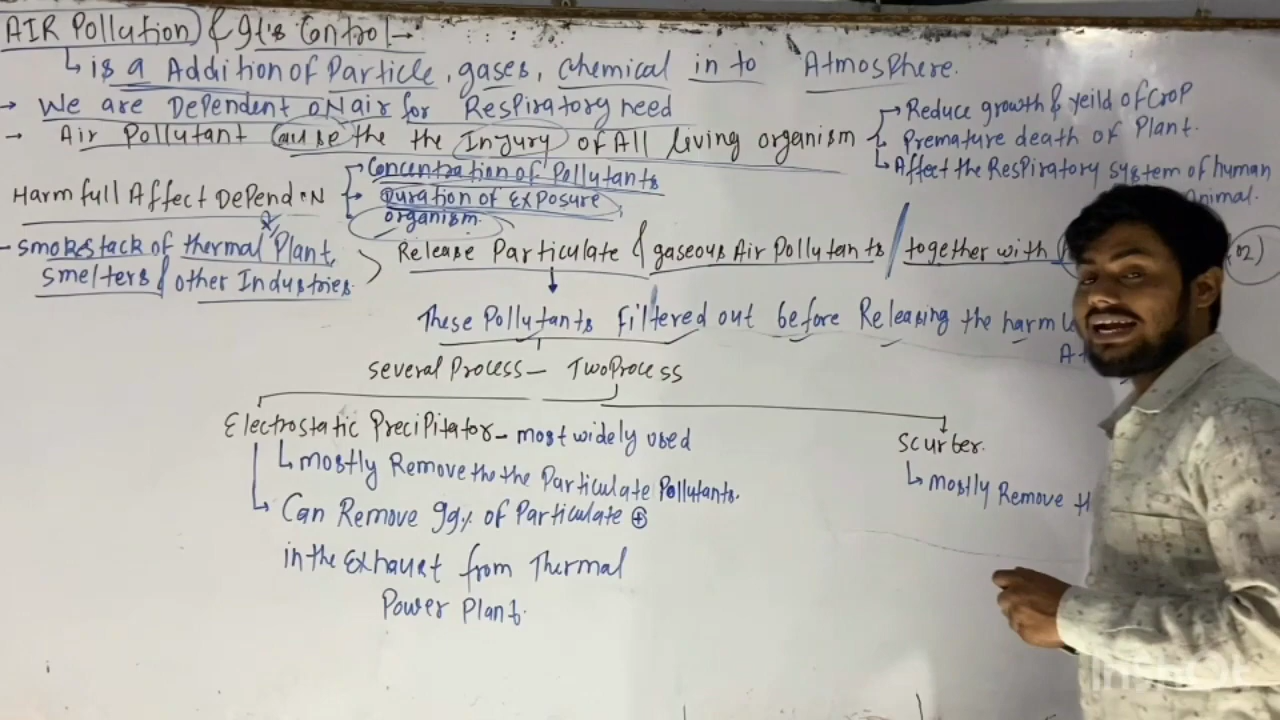 AIR Pollution & It's Control →
is a Addition of Particle, gases, chemical in to Atmosphere.
→ We are Dependent oN air for Respiratory need
→ Air Pollutant Cause the the Injury of All living organism
→ Reduce growth & yeild of Crop
Premature death of Plant.
→ Affect the Respiratory system of human
Animal.
Harmfull Affect Depend oN
→ Concentration of Pollutants
→ Duration of Exposure
organism.
- smokestack of thermal Plant,
smelters & other Industries.
Release Particulate & gaseous Air Pollutants / together with
These Pollutants Filtered out before Releasing the harm
Several Process — Two Process
Electrostatic Precipitator - most widely used
↳ mostly Remove the the Particulate Pollutants.
↳ Can Remove 99% of Particulate ⊕
in the Exhaust from Thermal
Power Plant.
Scurter.
↳ mostly Remove th
InShot